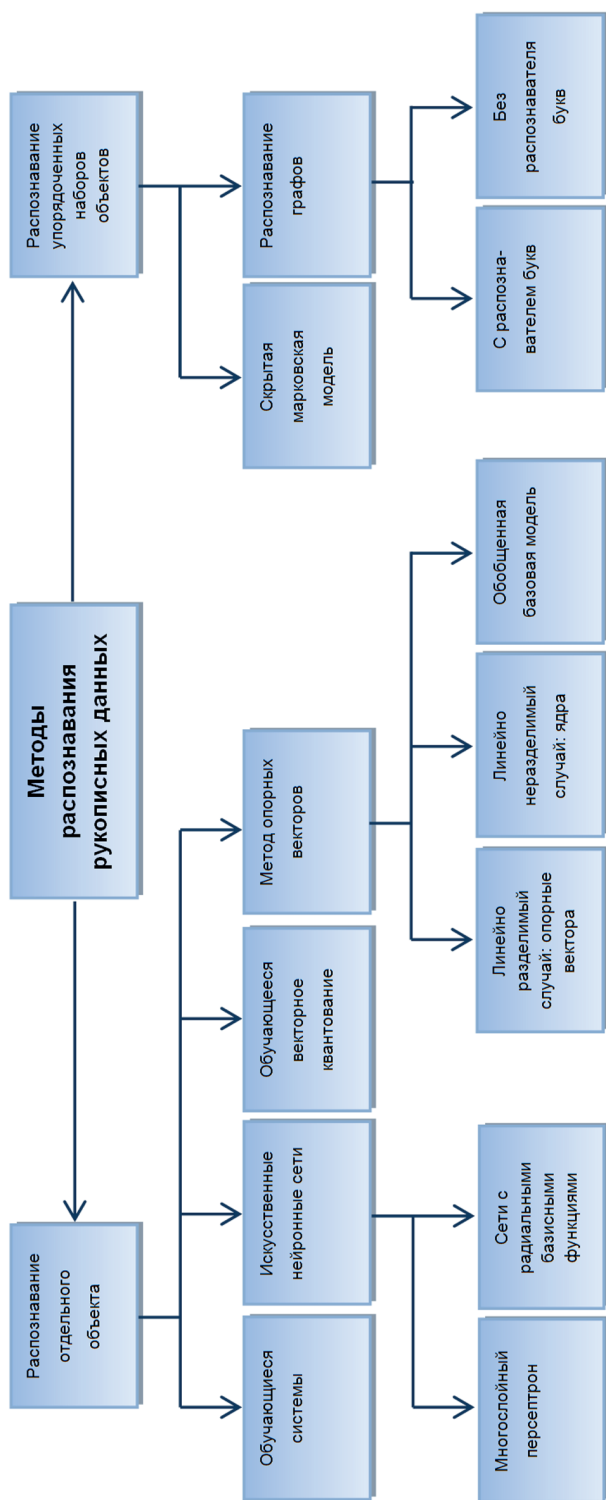 Методы
распознавания
рукописных данных
Распознавание
отдельного
объекта
Распознавание
упорядоченных
наборов
объектов
Обучающиеся
системы
Искусственные
нейронные сети
Обучающееся
векторное
квантование
Метод опорных
векторов
Скрытая
марковская
модель
Распознавание
графов
Многослойный
персептрон
Сети с
радиальными
базисными
функциями
Линейно
разделимый
случай: опорные
вектора
Линейно
неразделимый
случай: ядра
Обобщенная
базовая модель
С распозна-
вателем букв
Без
распознавателя
букв